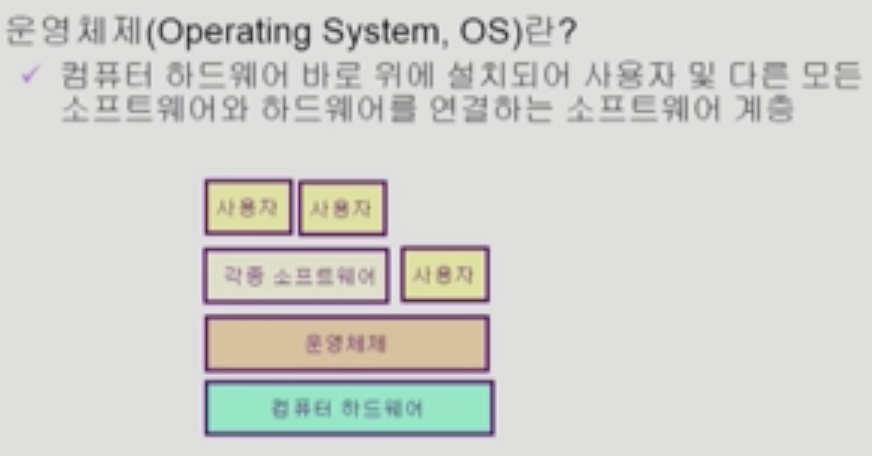 운영체제(Operating System, OS)란?
✓ 컴퓨터 하드웨어 바로 위에 설치되어 사용자 및 다른 모든
소프트웨어와 하드웨어를 연결하는 소프트웨어 계층
사용자 사용자
각종 소프트웨어 사용자
운영체제
컴퓨터 하드웨어